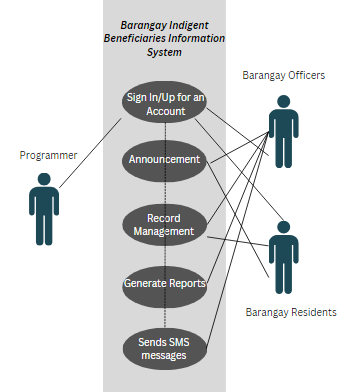 Barangay Indigent
Beneficiaries Information
System
Barangay Officers
Sign In/Up for an
Account
Programmer
Announcement
Record
Management
Generate Reports
Barangay Residents
Sends SMS
messages